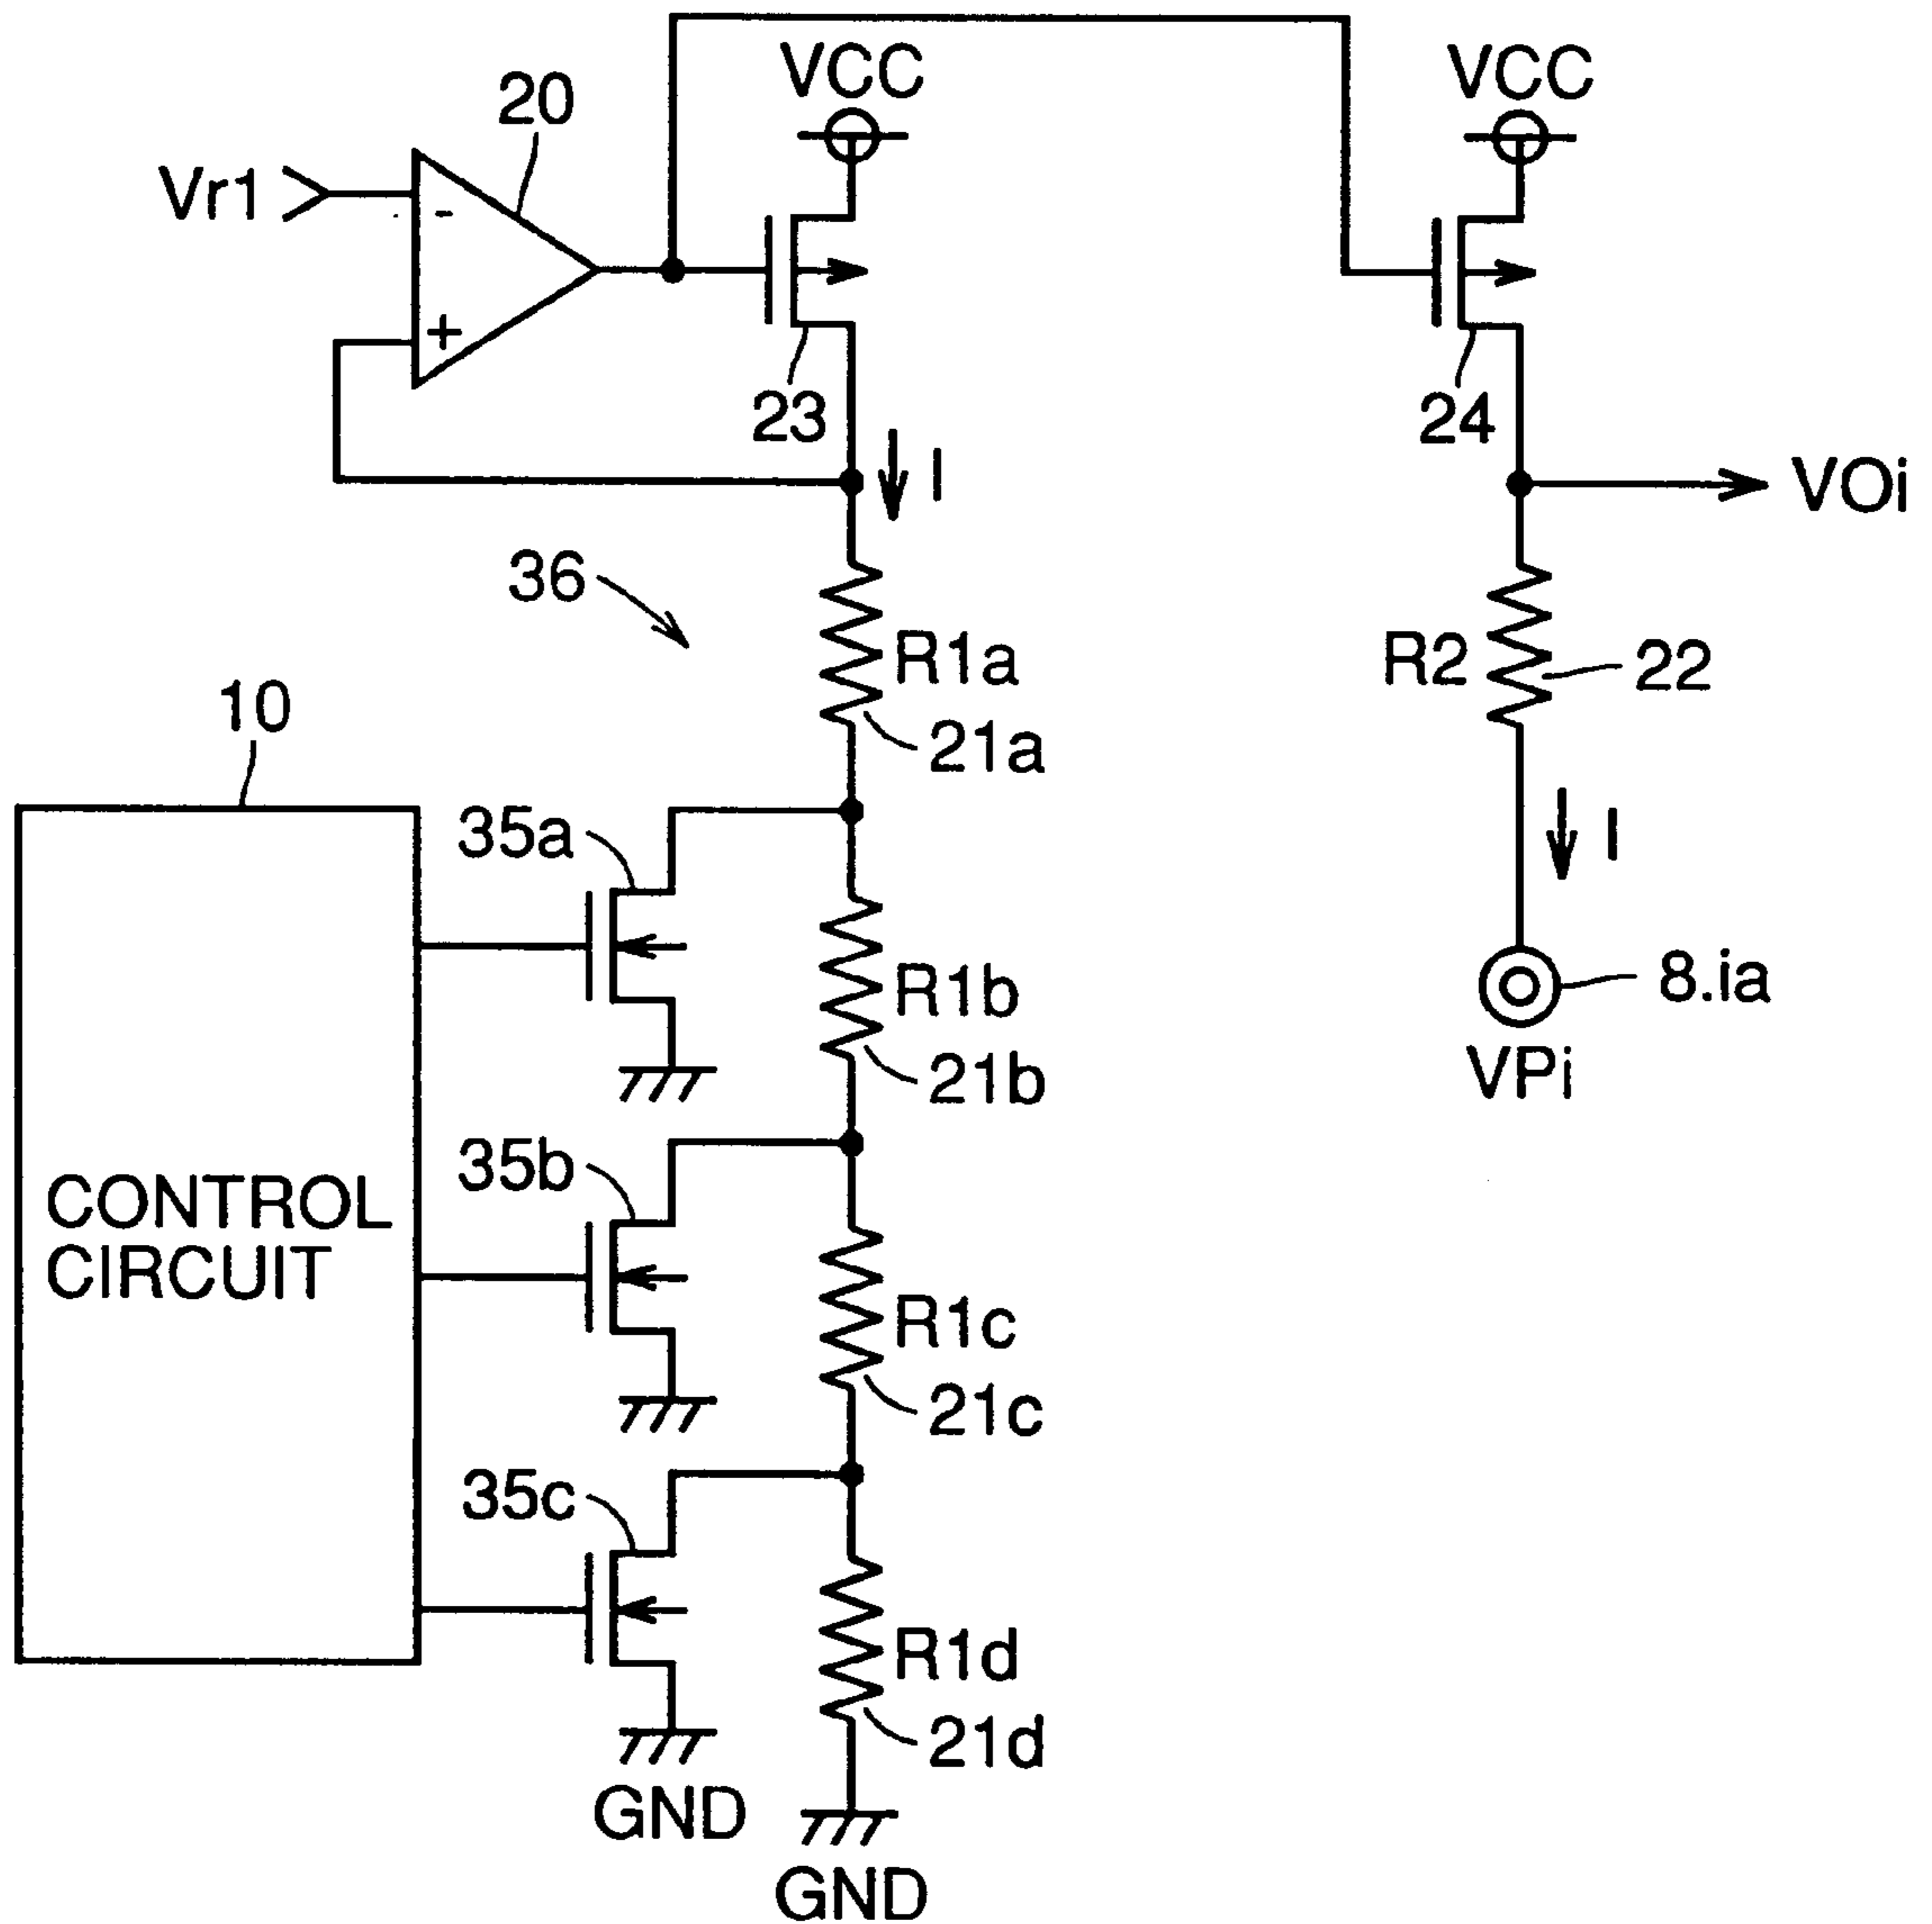 VCC
VCC
20
Vr1
-
+
23
24
I
VOi
36
R1a
R2
22
21a
10
35a
I
R1b
8.ia
21b
VPi
35b
CONTROL
CIRCUIT
R1c
21c
35c
R1d
21d
GND
GND